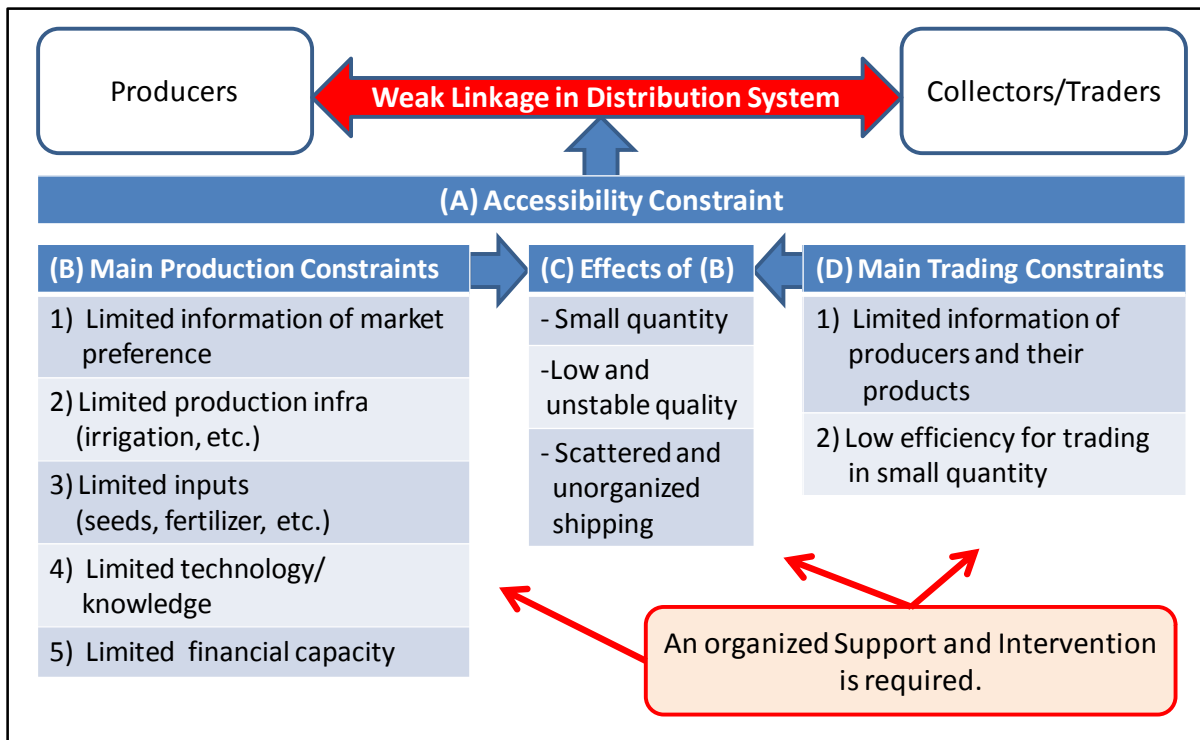 Producers
Weak Linkage in Distribution System
Collectors/Traders
(A) Accessibility Constraint
(B) Main Production Constraints
1) Limited information of market
preference
2) Limited production infra
(irrigation, etc.)
3) Limited inputs
(seeds, fertilizer, etc.)
4) Limited technology/
knowledge
5) Limited financial capacity
(C) Effects of (B)
- Small quantity
-Low and
unstable quality
- Scattered and
unorganized
shipping
(D) Main Trading Constraints
1) Limited information of
producers and their
products
2) Low efficiency for trading
in small quantity
An organized Support and Intervention
is required.